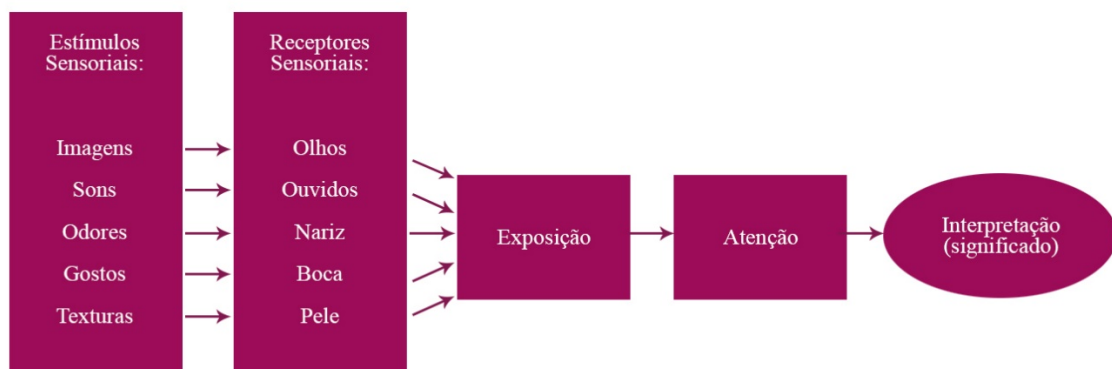 Estímulos
Sensoriais:
Imagens
Sons
Odores
Gostos
Texturas
Receptores
Sensoriais:
Olhos
Ouvidos
Nariz
Boca
Pele
Exposição
Atenção
Interpretação
(significado)